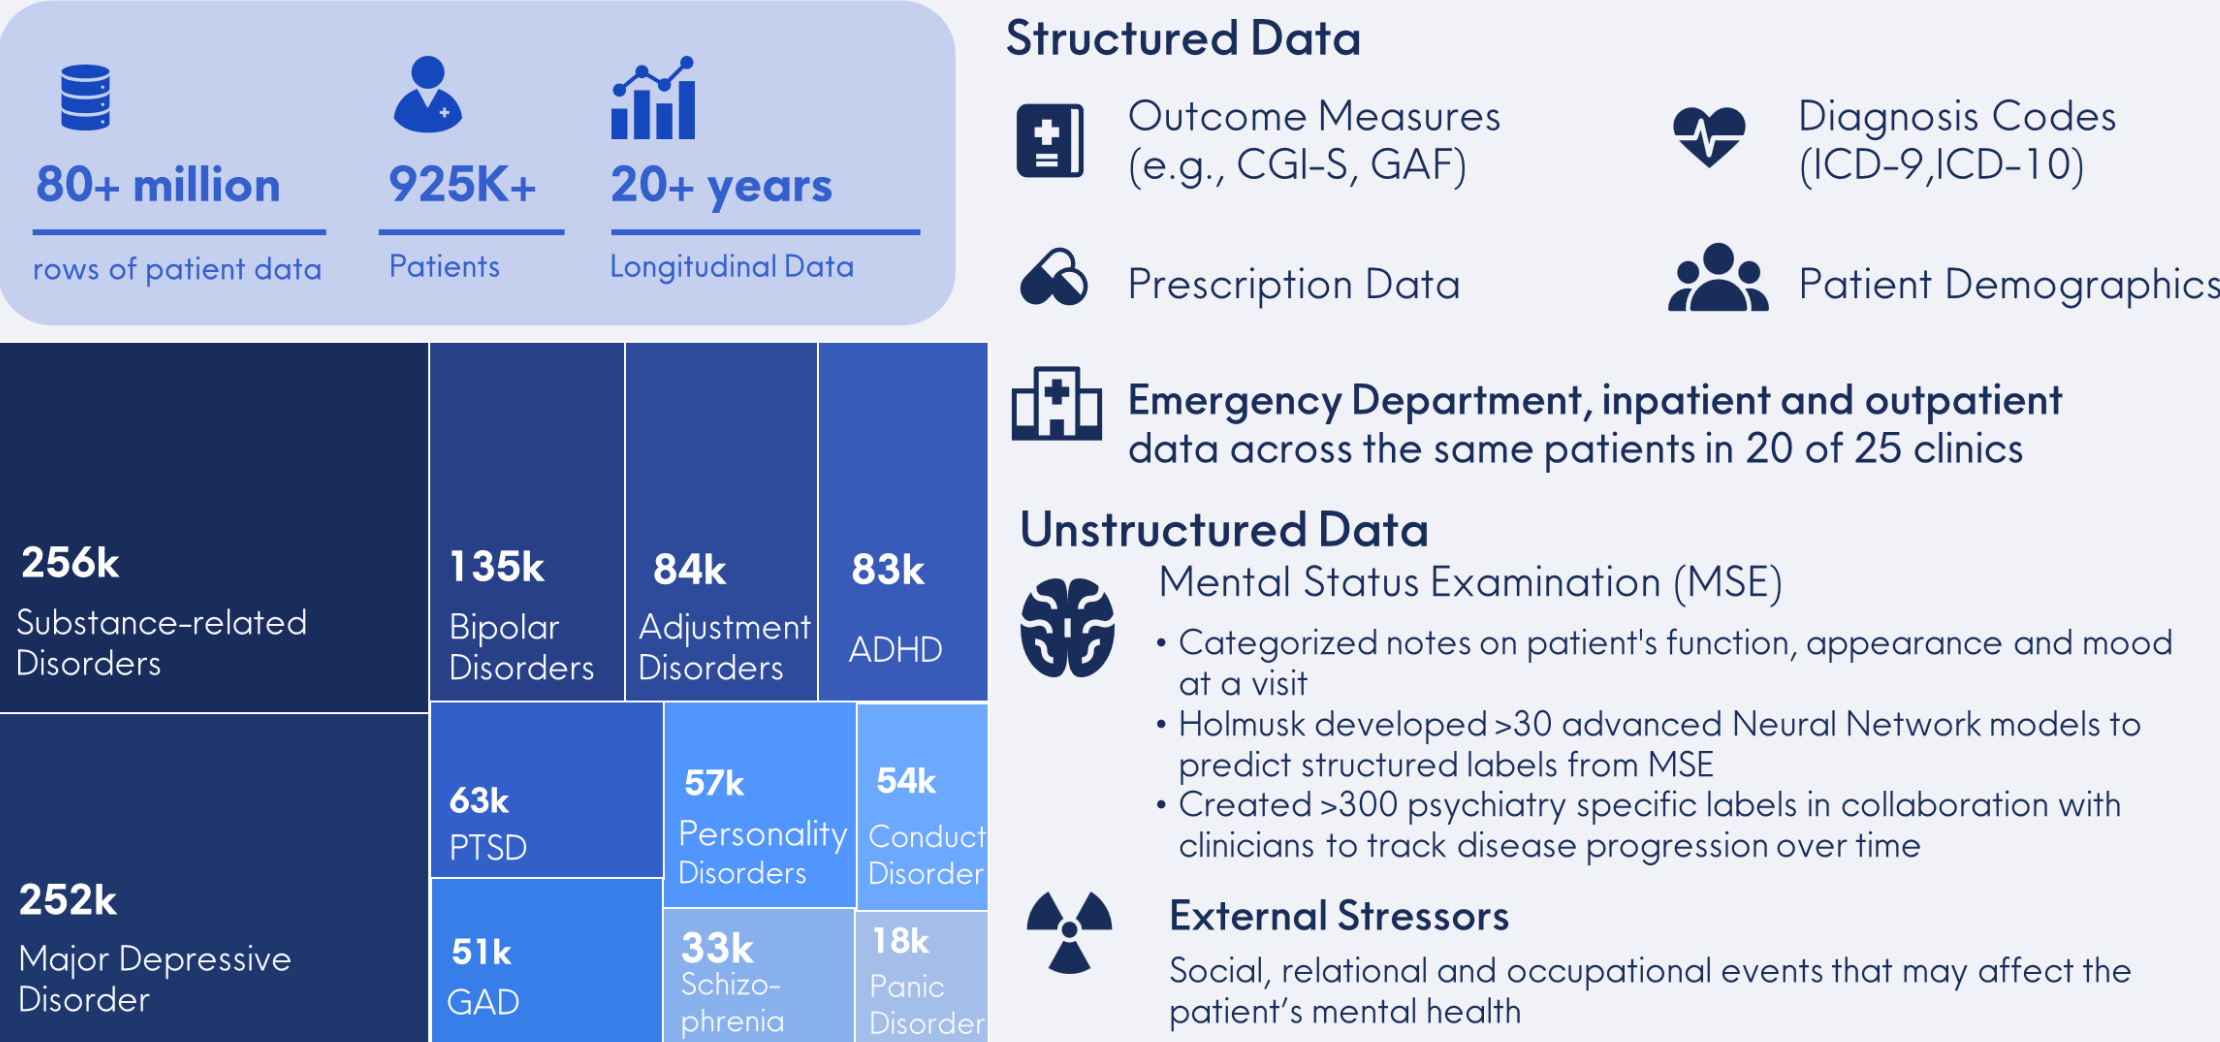 80+ million
rows of patient data
925K+
Patients
20+ years
Longitudinal Data
256k
Substance-related
Disorders
252k
Major Depressive
Disorder
135k
Bipolar
Disorders
84k
Adjustment
Disorders
83k
ADHD
63k
PTSD
51k
GAD
57k
Personality
Disorders
54k
Conduct
Disorder
33k
Schizo-
phrenia
18k
Panic
Disorder
Structured Data
Outcome Measures
(e.g., CGI-S, GAF)
Diagnosis Codes
(ICD-9,ICD-10)
Prescription Data
Patient Demographics
Emergency Department, inpatient and outpatient
data across the same patients in 20 of 25 clinics
Unstructured Data
Mental Status Examination (MSE)
• Categorized notes on patient's function, appearance and mood
at a visit
• Holmusk developed >30 advanced Neural Network models to
predict structured labels from MSE
• Created >300 psychiatry specific labels in collaboration with
clinicians to track disease progression over time
External Stressors
Social, relational and occupational events that may affect the
patient’s mental health